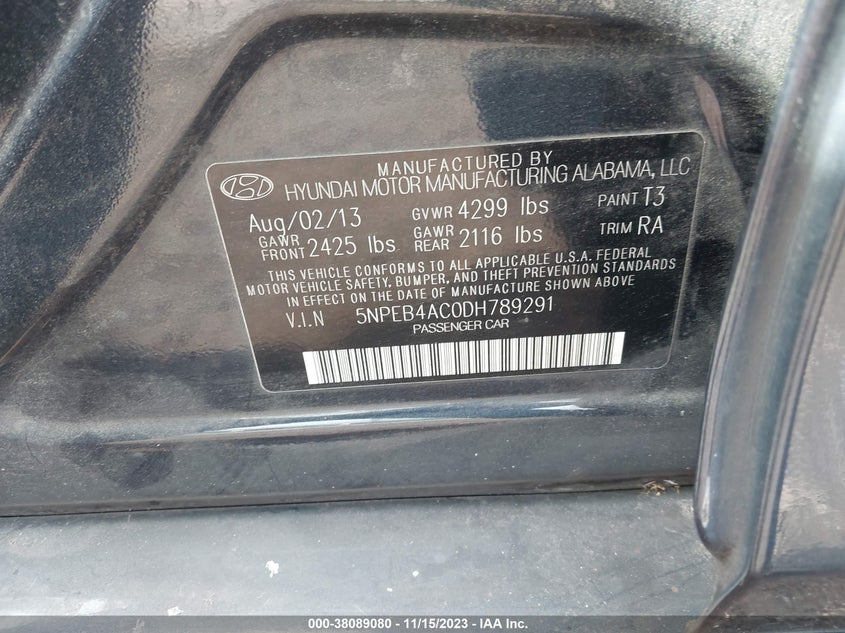 MANUFACTURED BY
HYUNDAI MOTOR MANUFACTURING ALABAMA, LLC
Aug/02/13 GVWR 4299 lbs PAINT T3
GAWR FRONT 2425 lbs GAWR REAR 2116 lbs TRIM RA
THIS VEHICLE CONFORMS TO ALL APPLICABLE U.S.A. FEDERAL
MOTOR VEHICLE SAFETY, BUMPER, AND THEFT PREVENTION STANDARDS
IN EFFECT ON THE DATE OF MANUFACTURE SHOWN ABOVE
V.I.N 5NPEB4AC0DH789291
PASSENGER CAR
000-38089080 - 11/15/2023 - IAA Inc.